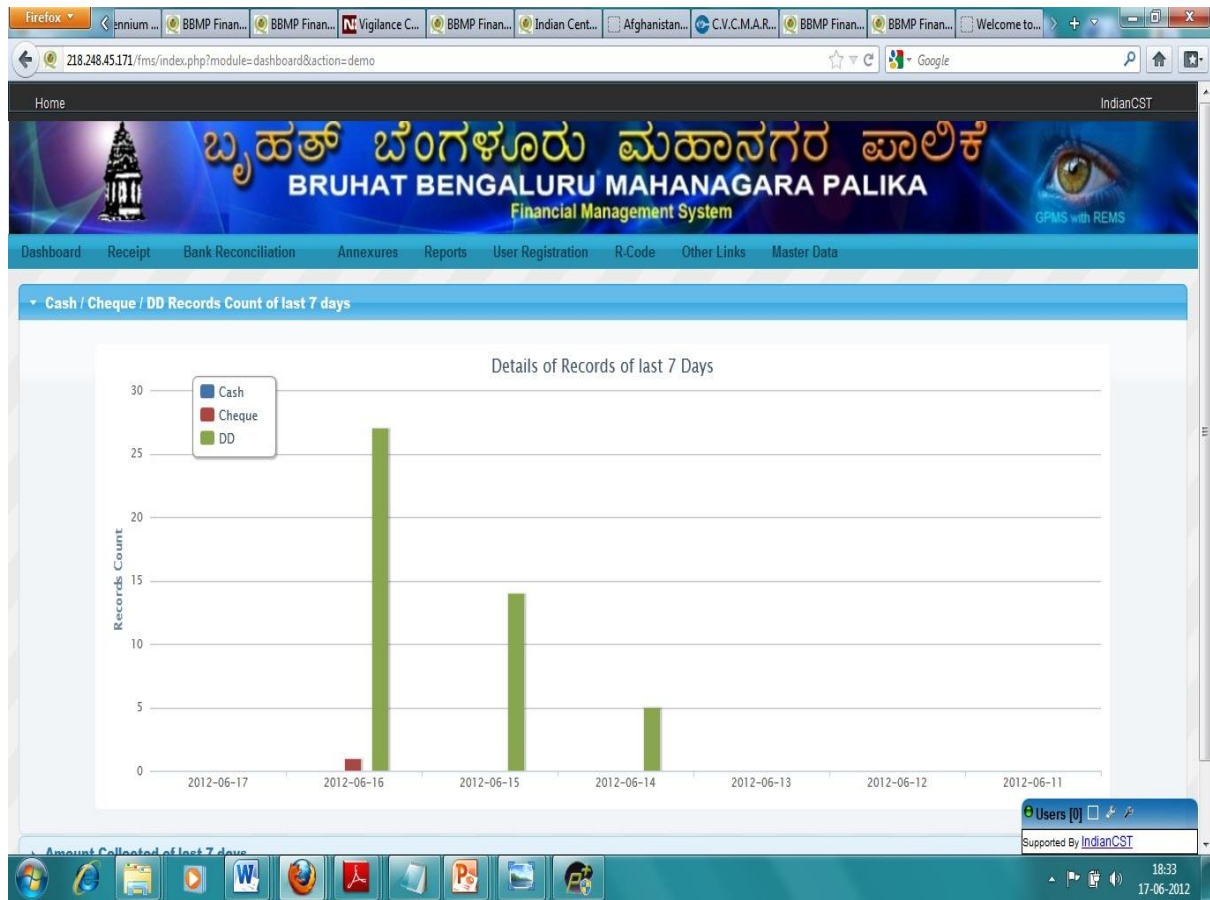 Firefox
ennium ... BBMP Finan... BBMP Finan... Vigilance C... BBMP Finan... Indian Cent... Afghanistan... C.V.C.M.A.R... BBMP Finan... BBMP Finan... Welcome to...
218.248.45.171/fms/index.php?module=dashboard&action=demo
Google
Home
IndianCST
ಬೃಹತ್ ಬೆಂಗಳೂರು ಮಹಾನಗರ ಪಾಲಿಕೆ
BRUHAT BENGALURU MAHANAGARA PALIKA
Financial Management System
GPMS with REMS
Dashboard Receipt Bank Reconciliation Annexures Reports User Registration R-Code Other Links Master Data
Cash / Cheque / DD Records Count of last 7 days
Details of Records of last 7 Days
Cash
Cheque
DD
Records Count
30
25
20
15
10
5
0
2012-06-17 2012-06-16 2012-06-15 2012-06-14 2012-06-13 2012-06-12 2012-06-11
Users [0]
Supported By IndianCST
Amount Collected of last 7 days
18:33
17-06-2012